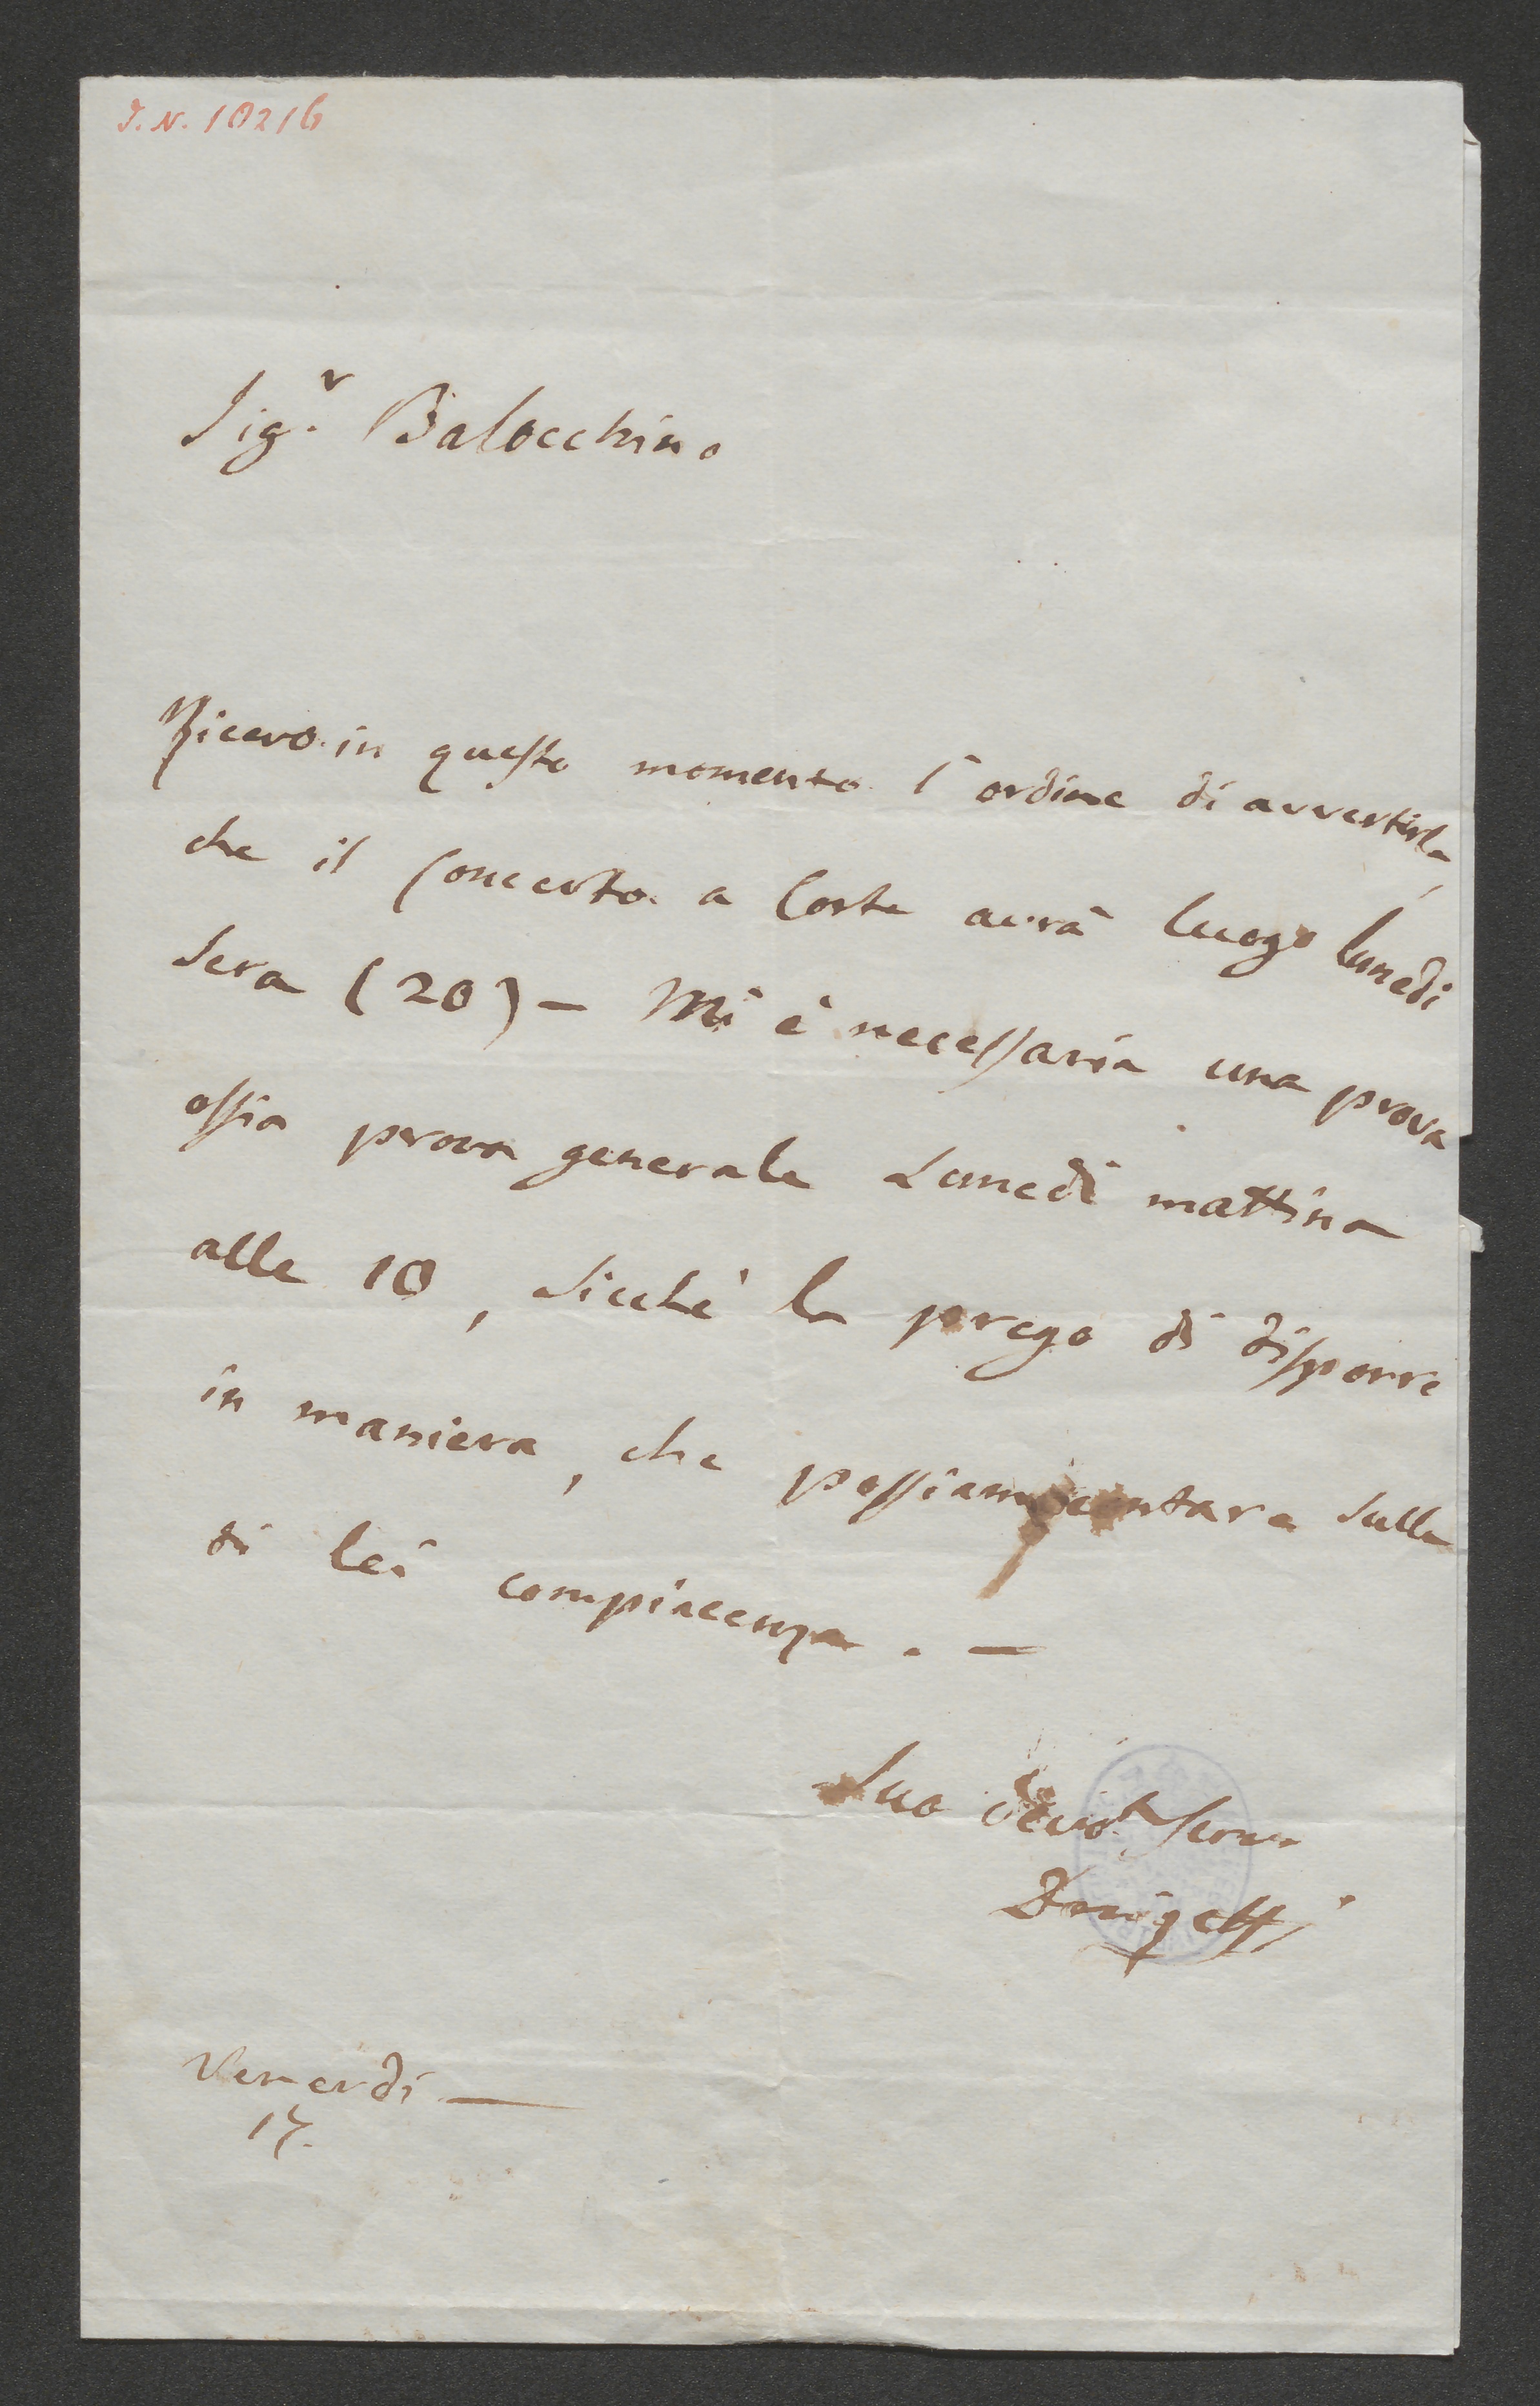 I.N. 10216
Sig.r Balocchino
Ricevo in questo momento l'ordine di avvertirla,
che il Concerto a Corte avrà luogo lunedi
sera (20) — Mi è necessaria una prova
ossia prova generale Lunedì mattina
alle 10, sicchè la prego di disporre
in maniera, che possiamo contare sulla
di lei compiacenza. —
Suo devot serv
Donizetti
Venerdì —
17.